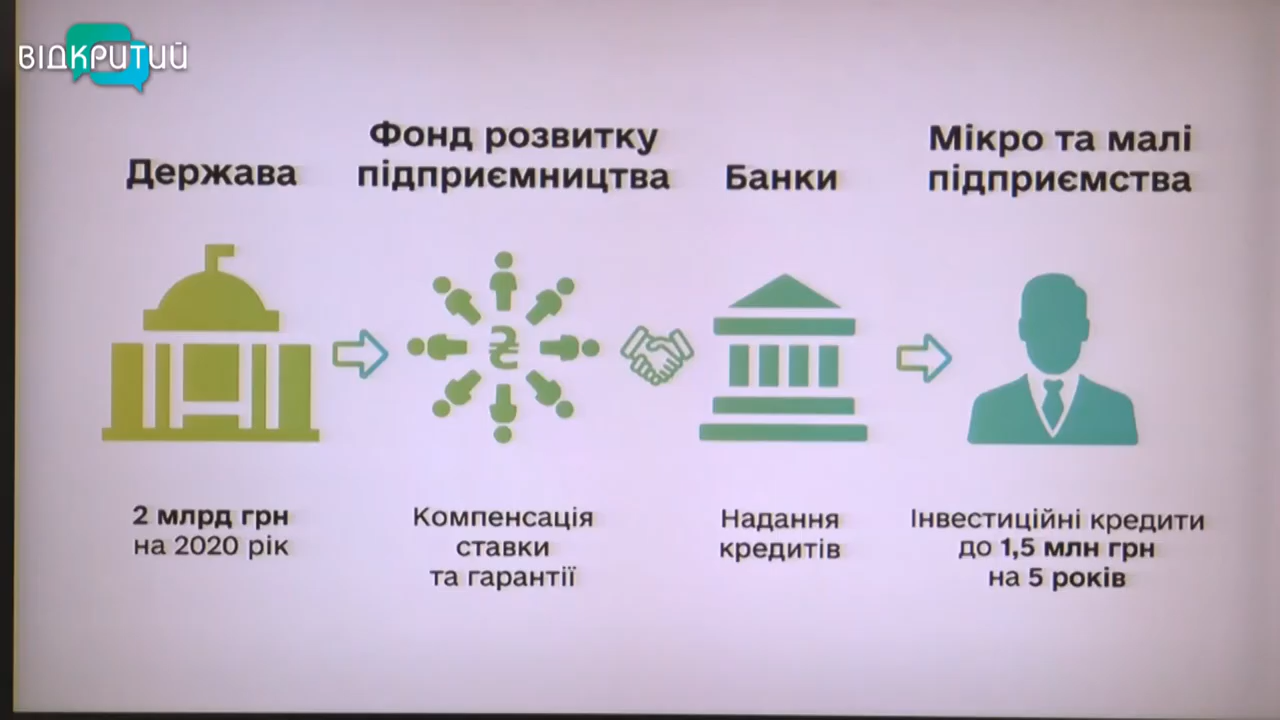 ВІДКРИТИЙ
Держава
Фонд розвитку
підприємництва
Банки
Мікро та малі
підприємства
₴
2 млрд грн
на 2020 рік
Компенсація
ставки
та гарантії
Надання
кредитів
Інвестиційні кредити
до 1,5 млн грн
на 5 років